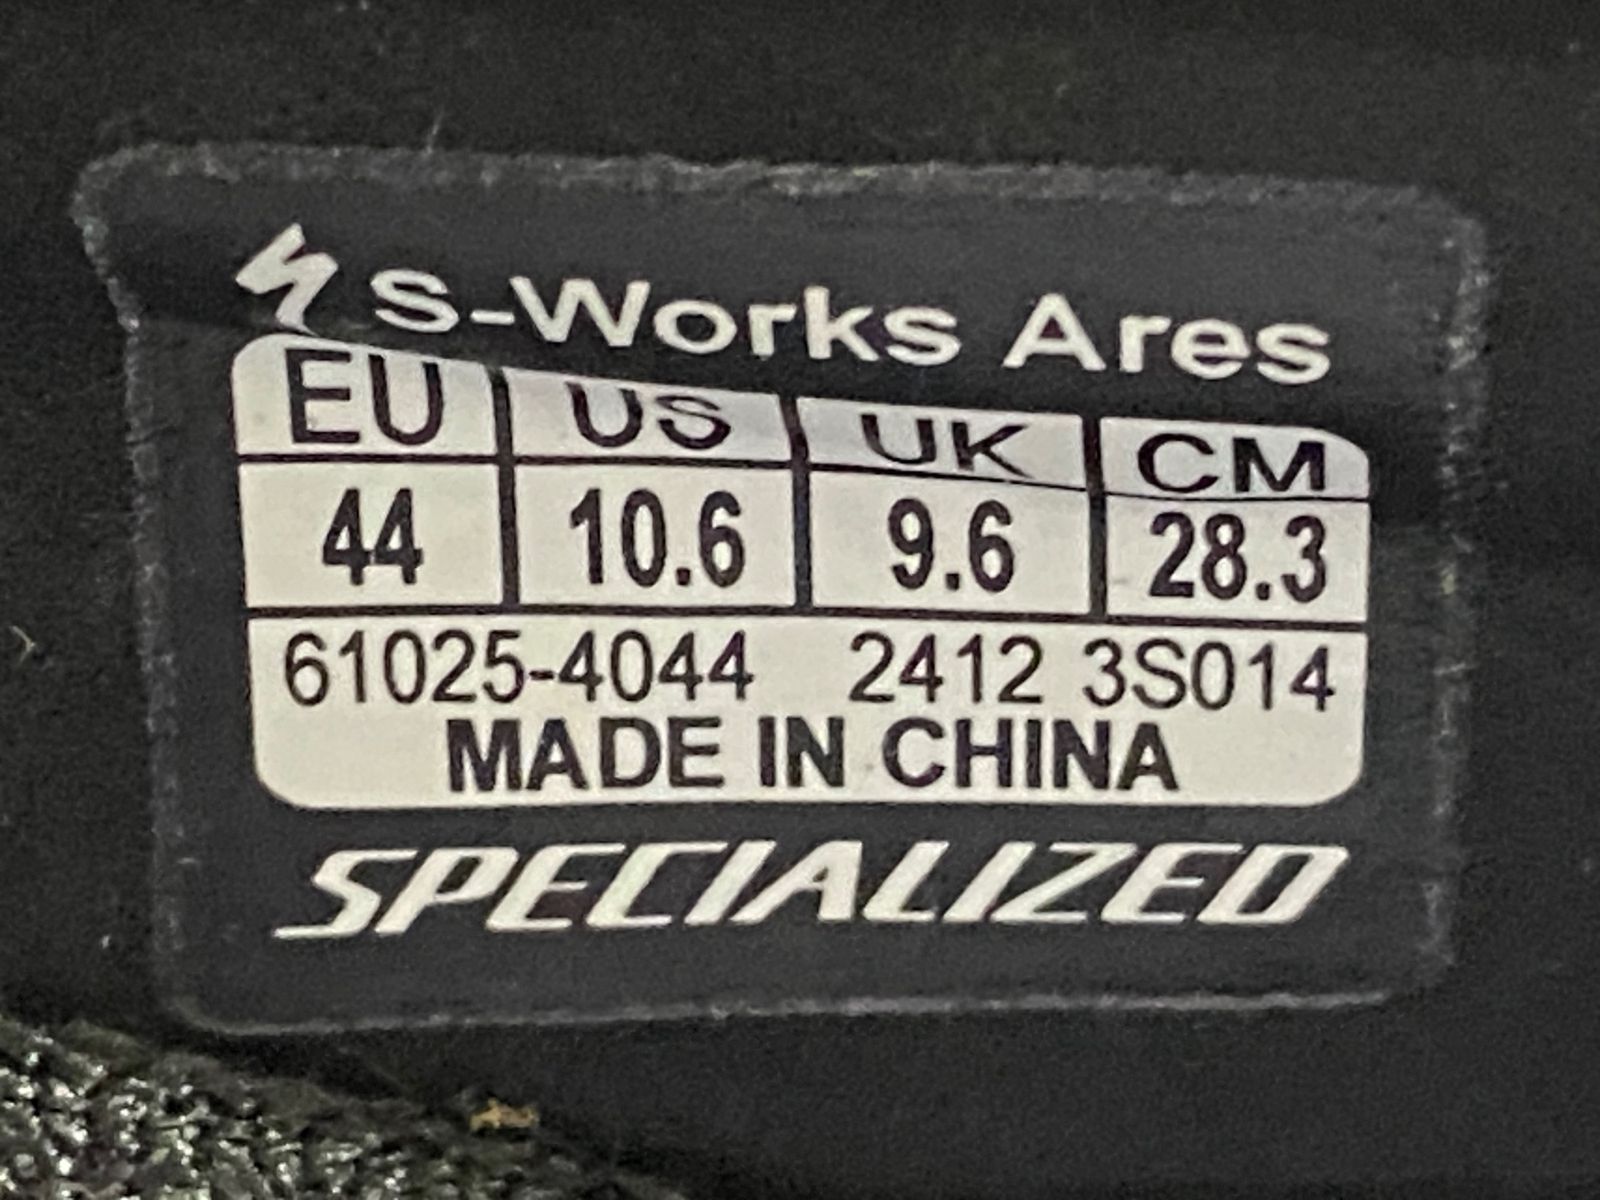 S-Works Ares
EU US UK CM
44 10.6 9.6 28.3
61025-4044 2412 3S014
MADE IN CHINA
SPECIALIZED